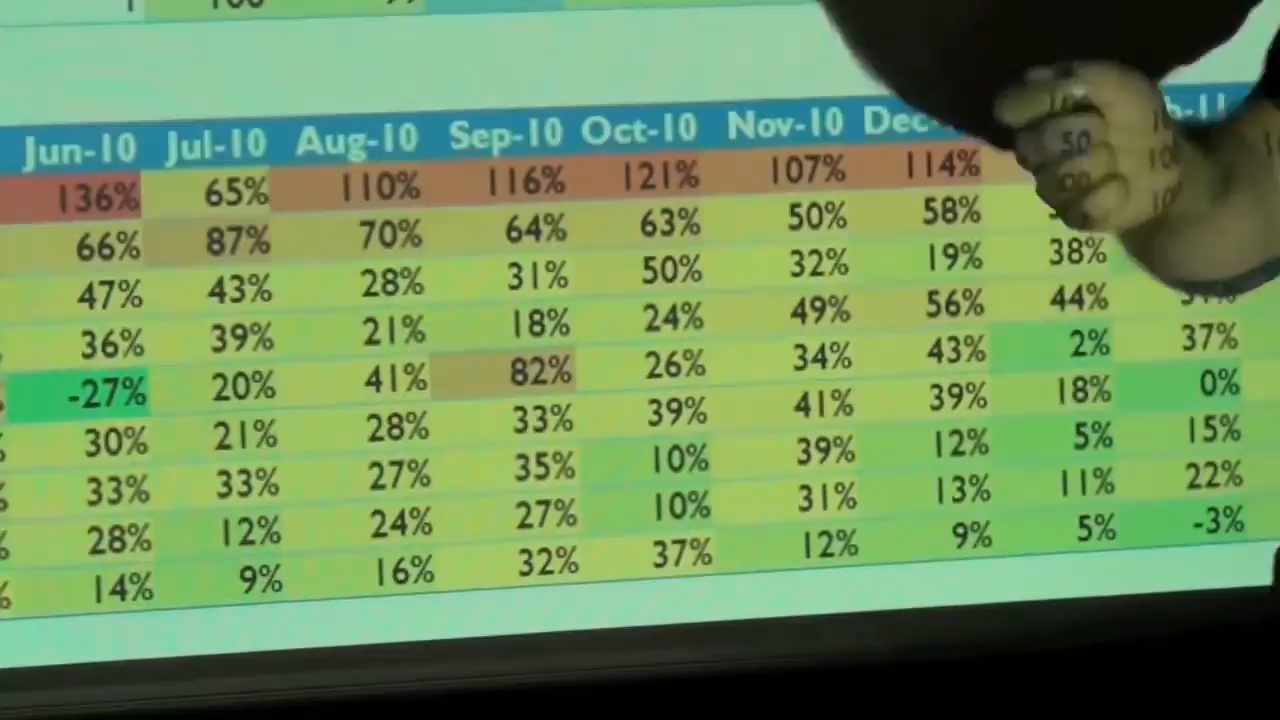 Jun-10 Jul-10 Aug-10 Sep-10 Oct-10 Nov-10 Dec-
136% 65% 110% 116% 121% 107% 114%
66% 87% 70% 64% 63% 50% 58%
47% 43% 28% 31% 50% 32% 19% 38%
36% 39% 21% 18% 24% 49% 56% 44%
-27% 20% 41% 82% 26% 34% 43% 2% 37%
30% 21% 28% 33% 39% 41% 39% 18% 0%
33% 33% 27% 35% 10% 39% 12% 5% 15%
28% 12% 24% 27% 10% 31% 13% 11% 22%
14% 9% 16% 32% 37% 12% 9% 5% -3%
50